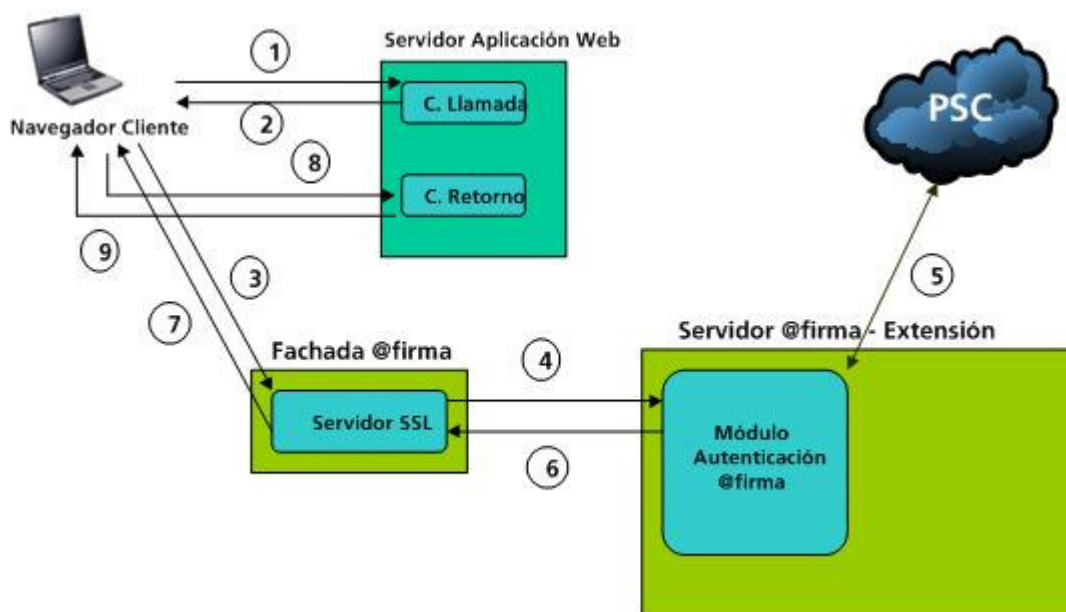 1
Servidor Aplicación Web
C. Llamada
2
PSC
Navegador Cliente
8
C. Retorno
9
3
5
7
Servidor @firma - Extensión
Fachada @firma
4
Servidor SSL
Módulo
Autenticación
@firma
6